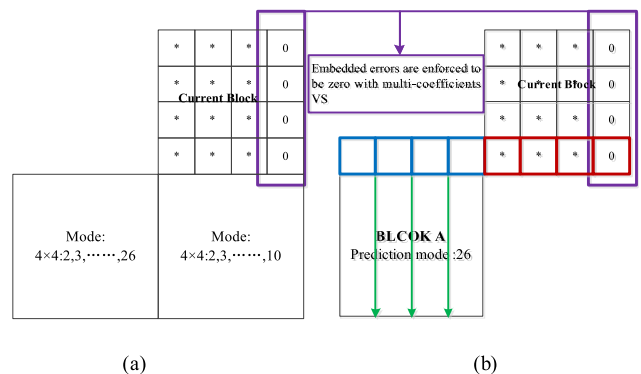 * * * 0
* * * 0
Current Block
* * * 0
* * * 0
Mode:
4×4:2,3,……,26
Mode:
4×4:2,3,……,10
(a)
Embedded errors are enforced to
be zero with multi-coefficients
VS
* * * 0
* * * 0
Current Block
* * * 0
* * * 0
BLCOK A
Prediction mode :26
(b)